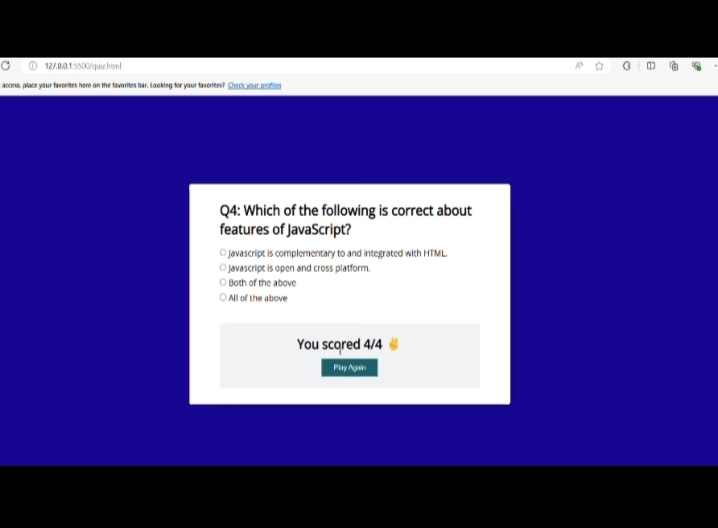 127.0.0.1:5500/quiz.html
access, place your favorites here on the favorites bar. Looking for your favorites? Check your profiles
Q4: Which of the following is correct about
features of JavaScript?
Javascript is complementary to and integrated with HTML.
Javascript is open and cross platform.
Both of the above
All of the above
You scored 4/4 ✌
Play Again